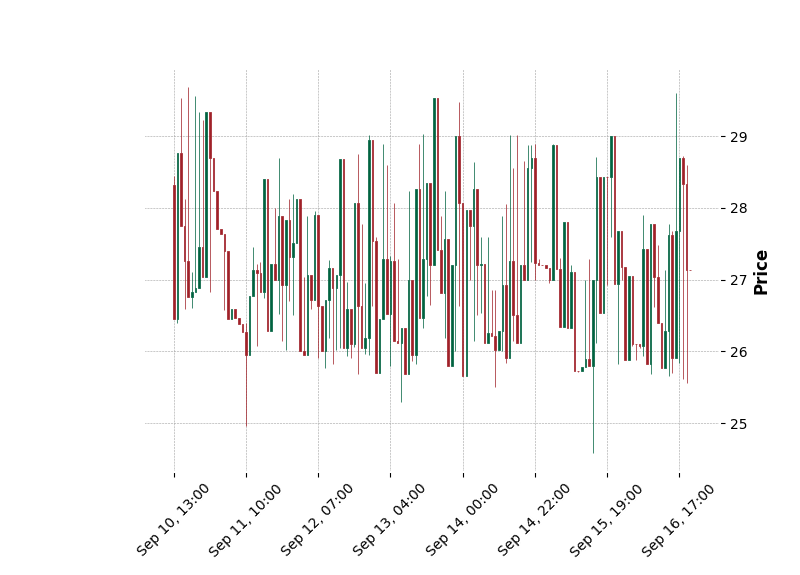 29
28
27
26
25
Price
Sep 10, 13:00
Sep 11, 10:00
Sep 12, 07:00
Sep 13, 04:00
Sep 14, 00:00
Sep 14, 22:00
Sep 15, 19:00
Sep 16, 17:00